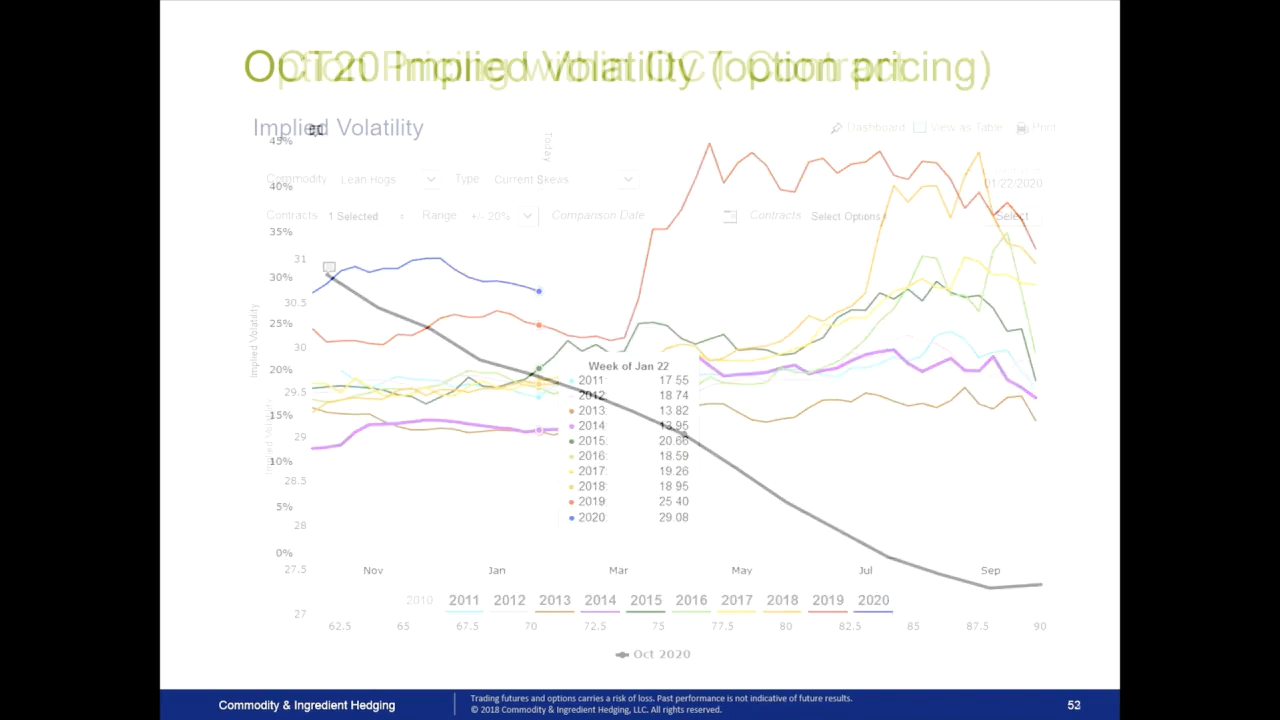 OCT20 Implied Volatility (option pricing)
Option Pricing within OCT Contract
Implied Volatility
Dashboard View as Table Print
45%
Today
Commodity Lean Hogs Type Current Skews
01/22/2020
40%
Contracts 1 Selected Range +/- 20% Comparison Date Contracts Select Options Select
35%
31
30%
30.5
25%
30
20%
29.5
15%
29
10%
28.5
5%
28
0%
27.5
27
Implied Volatility
Implied Volatility
Week of Jan 22
2011: 17.55
2012: 18.74
2013: 13.82
2014: 13.95
2015: 20.66
2016: 18.59
2017: 19.26
2018: 18.95
2019: 25.40
2020: 29.08
Nov Jan Mar May Jul Sep
2010 2011 2012 2013 2014 2015 2016 2017 2018 2019 2020
62.5 65 67.5 70 72.5 75 77.5 80 82.5 85 87.5 90
Oct 2020
Commodity & Ingredient Hedging
Trading futures and options carries a risk of loss. Past performance is not indicative of future results.
© 2018 Commodity & Ingredient Hedging, LLC. All rights reserved.